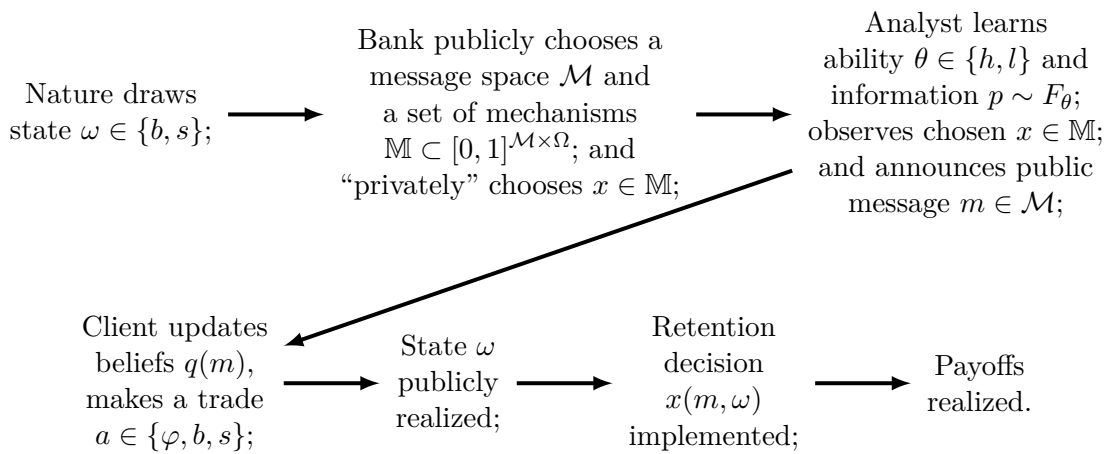 Nature draws
state ω ∈ {b, s};
Bank publicly chooses a
message space ℳ and
a set of mechanisms
𝕄 ⊂ [0, 1]^{ℳ×Ω}; and
“privately” chooses x ∈ 𝕄;
Analyst learns
ability θ ∈ {h, l} and
information p ∼ F_θ;
observes chosen x ∈ 𝕄;
and announces public
message m ∈ ℳ;
Client updates
beliefs q(m),
makes a trade
a ∈ {φ, b, s};
State ω
publicly
realized;
Retention
decision
x(m, ω)
implemented;
Payoffs
realized.